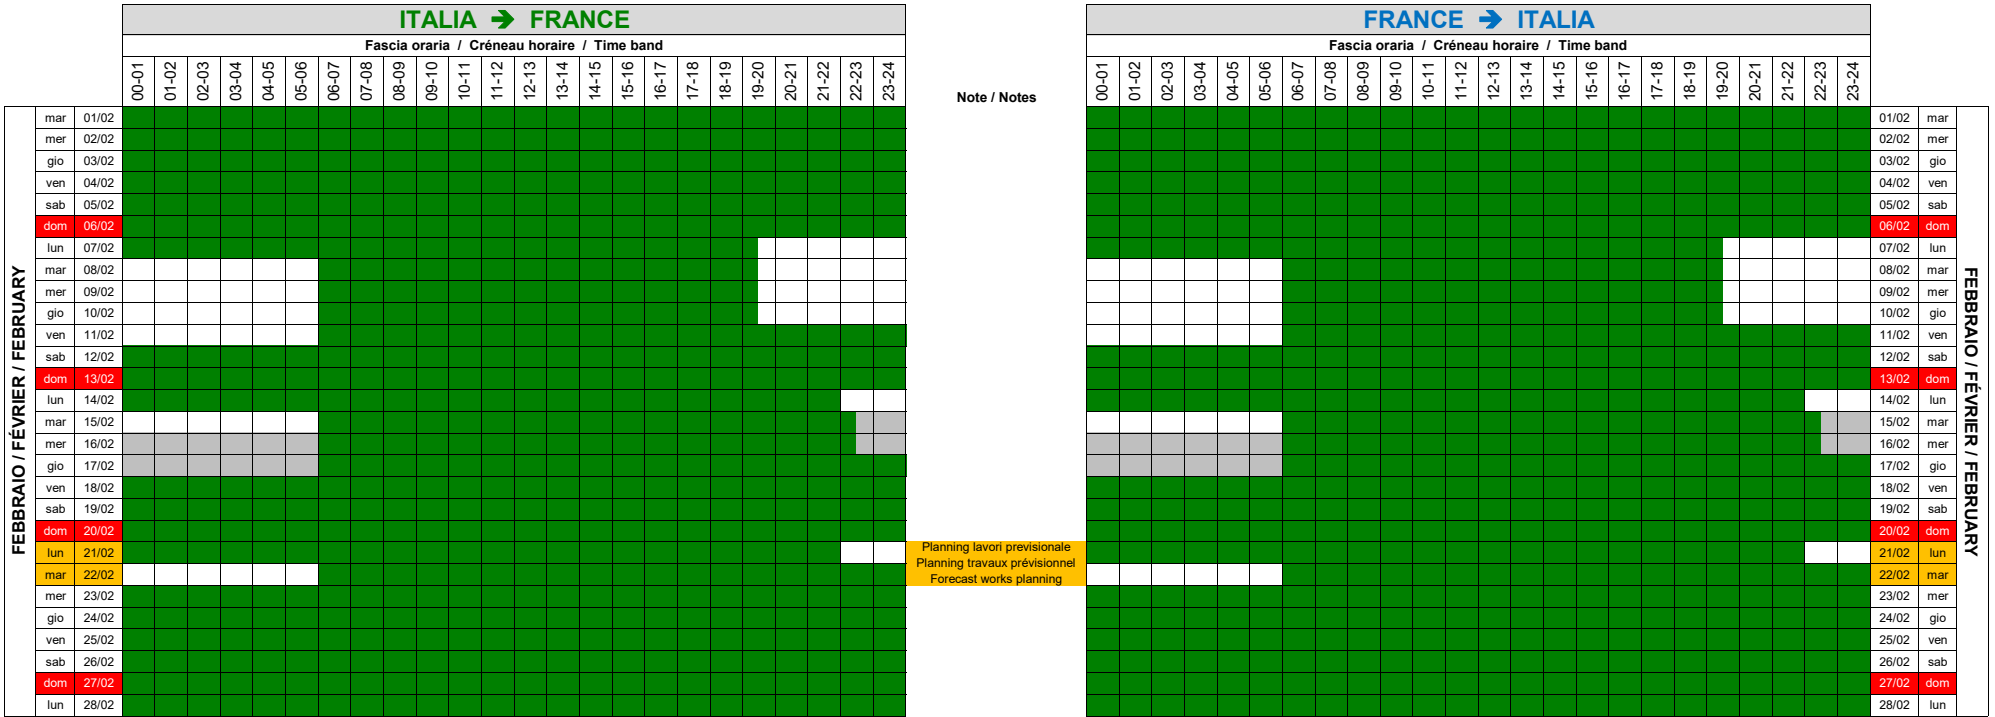 ITALIA ➔ FRANCE
FRANCE ➔ ITALIA
Fascia oraria / Créneau horaire / Time band
Fascia oraria / Créneau horaire / Time band
00-01 01-02 02-03 03-04 04-05 05-06 06-07 07-08 08-09 09-10 10-11 11-12 12-13 13-14 14-15 15-16 16-17 17-18 18-19 19-20 20-21 21-22 22-23 23-24
Note / Notes
00-01 01-02 02-03 03-04 04-05 05-06 06-07 07-08 08-09 09-10 10-11 11-12 12-13 13-14 14-15 15-16 16-17 17-18 18-19 19-20 20-21 21-22 22-23 23-24
FEBBRAIO / FÉVRIER / FEBRUARY
mar 01/02 01/02 mar
mer 02/02 02/02 mer
gio 03/02 03/02 gio
ven 04/02 04/02 ven
sab 05/02 05/02 sab
dom 06/02 06/02 dom
lun 07/02 07/02 lun
mar 08/02 08/02 mar
mer 09/02 09/02 mer
gio 10/02 10/02 gio
ven 11/02 11/02 ven
sab 12/02 12/02 sab
dom 13/02 13/02 dom
lun 14/02 14/02 lun
mar 15/02 15/02 mar
mer 16/02 16/02 mer
gio 17/02 17/02 gio
ven 18/02 18/02 ven
sab 19/02 19/02 sab
dom 20/02 20/02 dom
lun 21/02 21/02 lun
Planning lavori previsionale
Planning travaux prévisionnel
Forecast works planning
mar 22/02 22/02 mar
mer 23/02 23/02 mer
gio 24/02 24/02 gio
ven 25/02 25/02 ven
sab 26/02 26/02 sab
dom 27/02 27/02 dom
lun 28/02 28/02 lun
FEBBRAIO / FÉVRIER / FEBRUARY